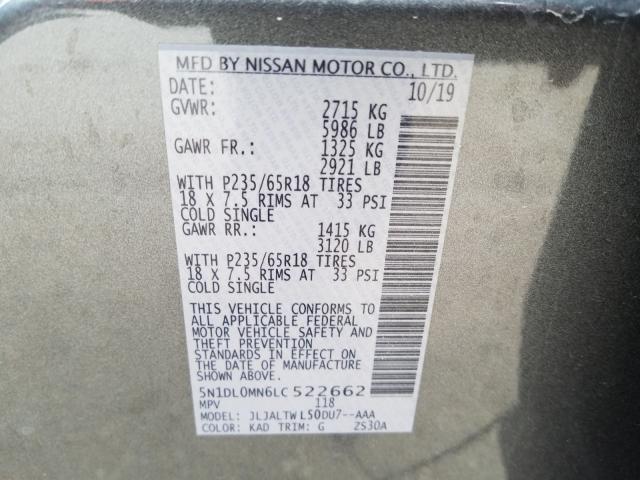 MFD BY NISSAN MOTOR CO., LTD.
DATE: 10/19
GVWR: 2715 KG
5986 LB
GAWR FR.: 1325 KG
2921 LB
WITH P235/65R18 TIRES
18 X 7.5 RIMS AT 33 PSI
COLD SINGLE
GAWR RR.: 1415 KG
3120 LB
WITH P235/65R18 TIRES
18 X 7.5 RIMS AT 33 PSI
COLD SINGLE
THIS VEHICLE CONFORMS TO
ALL APPLICABLE FEDERAL
MOTOR VEHICLE SAFETY AND
THEFT PREVENTION
STANDARDS IN EFFECT ON
THE DATE OF MANUFACTURE
SHOWN ABOVE.
5N1DL0MN6LC522662
MPV 118
MODEL: JLJALTWL50DU7--AAA
COLOR: KAD TRIM: G ZS30A